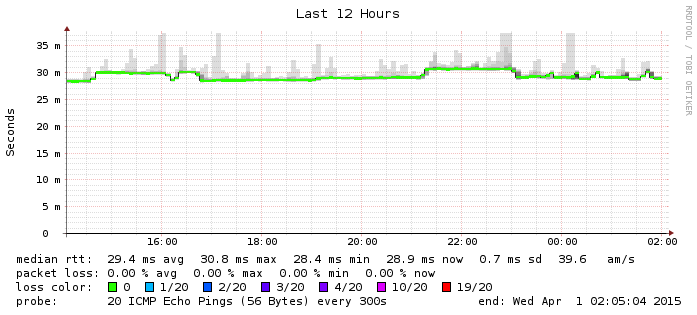 Last 12 Hours
RRDTOOL / TOBI OETIKER
Seconds
35 m
30 m
25 m
20 m
15 m
10 m
5 m
0
16:00 18:00 20:00 22:00 00:00 02:00
median rtt: 29.4 ms avg 30.8 ms max 28.4 ms min 28.9 ms now 0.7 ms sd 39.6 am/s
packet loss: 0.00 % avg 0.00 % max 0.00 % min 0.00 % now
loss color: 0 1/20 2/20 3/20 4/20 10/20 19/20
probe: 20 ICMP Echo Pings (56 Bytes) every 300s end: Wed Apr 1 02:05:04 2015